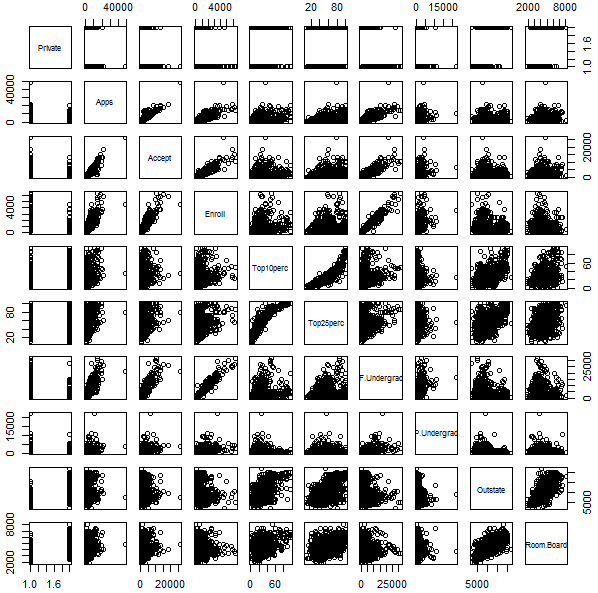 0 40000
0 4000
20 80
0 15000
2000 8000
Private
1.0 1.6
0 40000
Apps
Accept
0 20000
0 4000
Enroll
Top10perc
0 60
20 80
Top25perc
F.Undergrad
0 25000
0 15000
P.Undergrad
Outstate
5000
2000 8000
Room.Board
1.0 1.6
0 20000
0 60
0 25000
5000